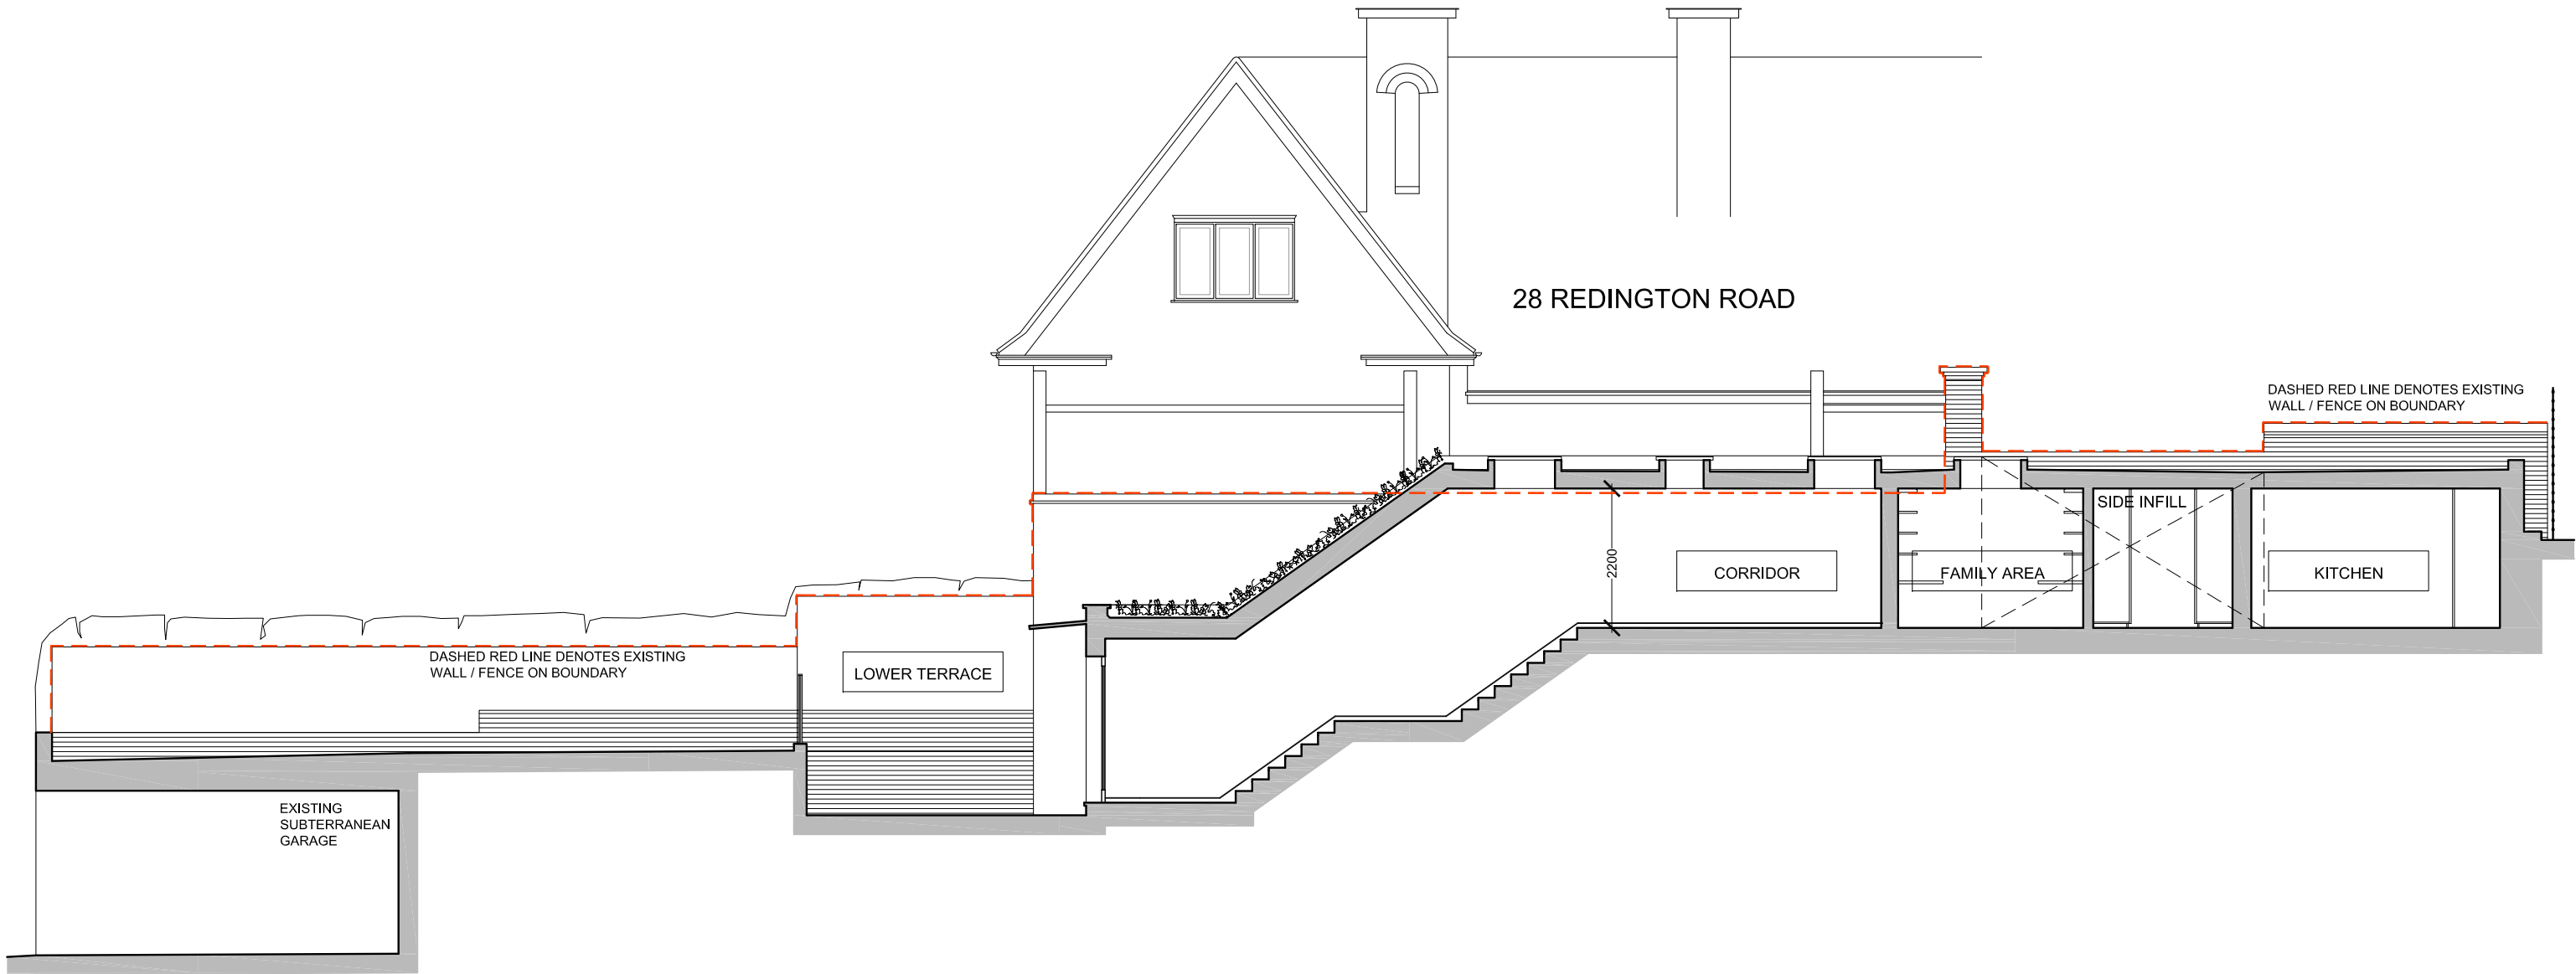 28 REDINGTON ROAD
DASHED RED LINE DENOTES EXISTING
WALL / FENCE ON BOUNDARY
SIDE INFILL
2200
CORRIDOR
FAMILY AREA
KITCHEN
DASHED RED LINE DENOTES EXISTING
WALL / FENCE ON BOUNDARY
LOWER TERRACE
EXISTING
SUBTERRANEAN
GARAGE